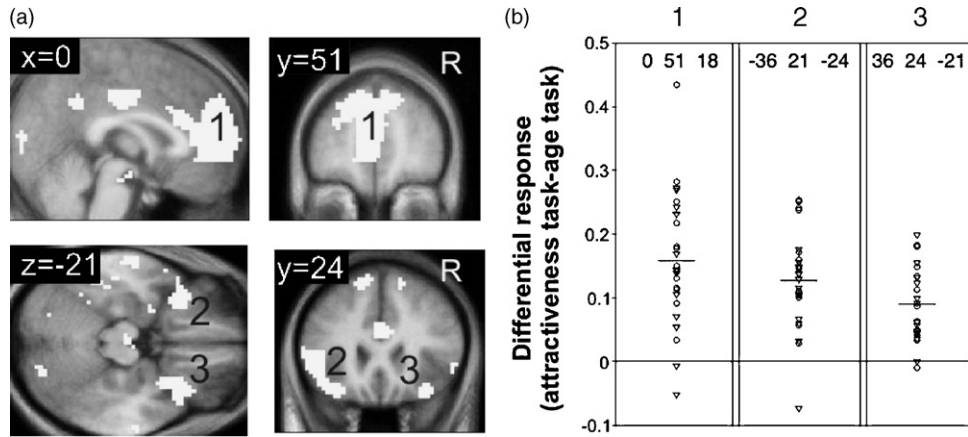 (a)
x=0
1
y=51
R
1
z=-21
2
3
y=24
R
2
3
(b)
1
2
3
Differential response
(attractiveness task-age task)
0.5
0.4
0.3
0.2
0.1
0
-0.1
0 51 18
-36 21 -24
36 24 -21